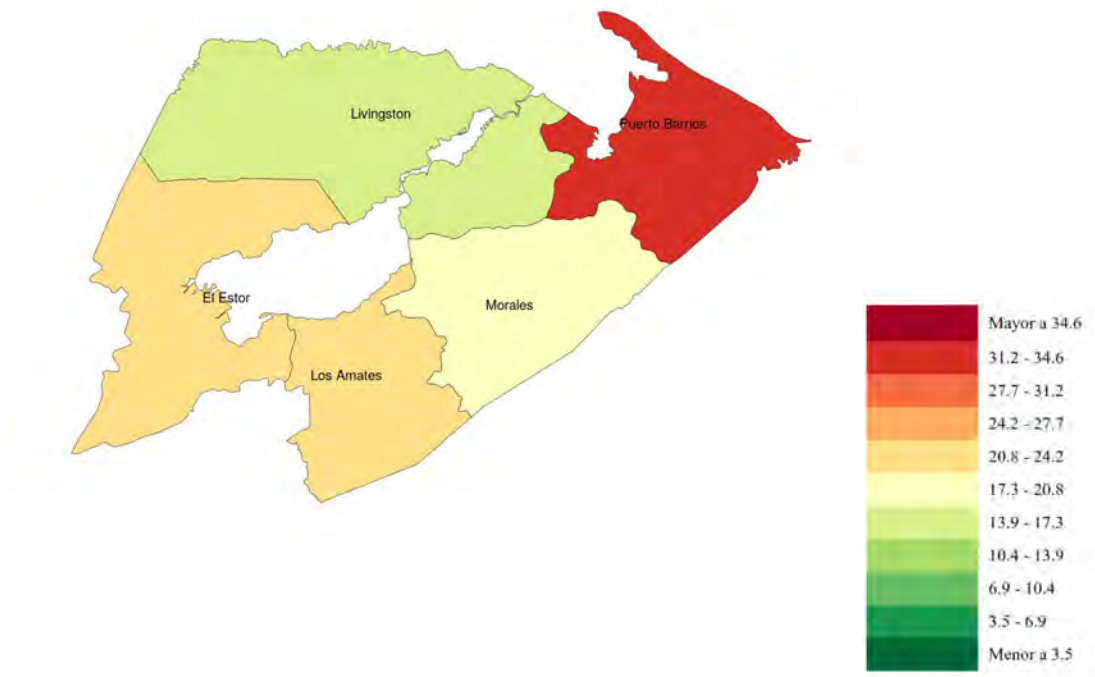 Livingston
Puerto Barrios
El Estor
Morales
Los Amates
Mayor a 34.6
31.2 - 34.6
27.7 - 31.2
24.2 - 27.7
20.8 - 24.2
17.3 - 20.8
13.9 - 17.3
10.4 - 13.9
6.9 - 10.4
3.5 - 6.9
Menor a 3.5